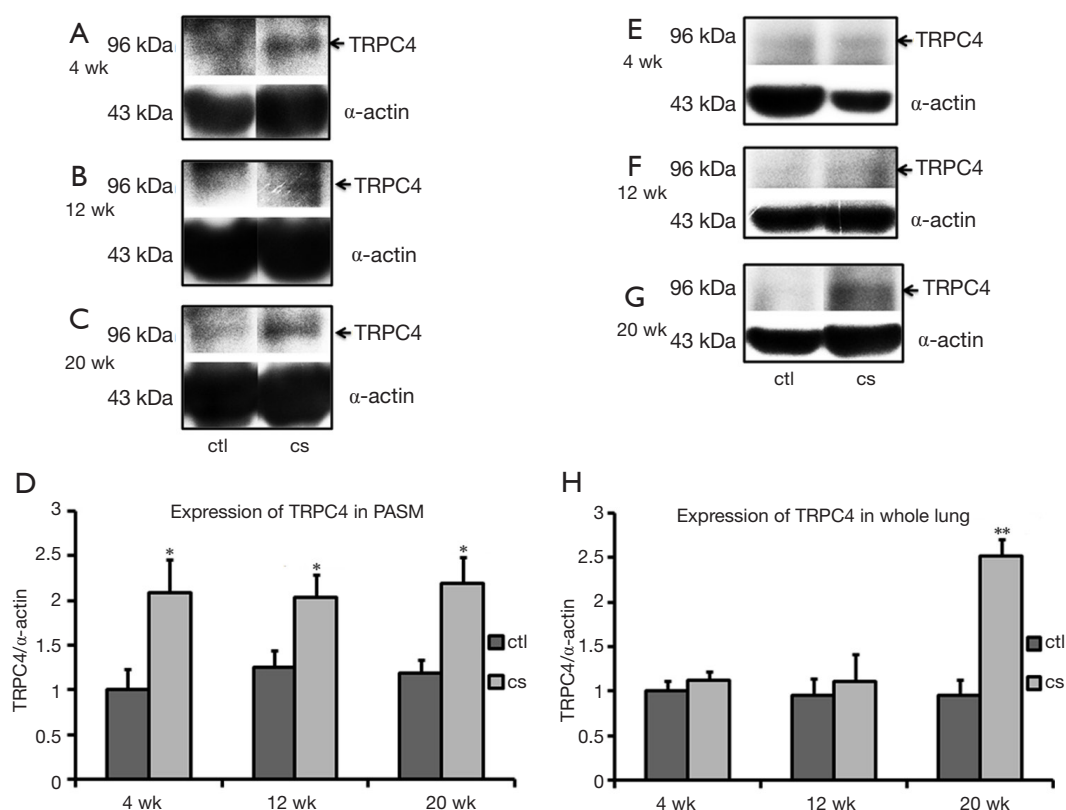 A
96 kDa
TRPC4
4 wk
43 kDa
α-actin
B
96 kDa
TRPC4
12 wk
43 kDa
α-actin
C
96 kDa
TRPC4
20 wk
43 kDa
α-actin
ctl cs
E
96 kDa
TRPC4
4 wk
43 kDa
α-actin
F
96 kDa
TRPC4
12 wk
43 kDa
α-actin
G
96 kDa
TRPC4
20 wk
43 kDa
α-actin
ctl cs
D
Expression of TRPC4 in PASM
TRPC4/α-actin
3
2.5
2
1.5
1
0.5
0
* * *
ctl
cs
4 wk 12 wk 20 wk
H
Expression of TRPC4 in whole lung
TRPC4/α-actin
3
2.5
2
1.5
1
0.5
0
**
ctl
cs
4 wk 12 wk 20 wk